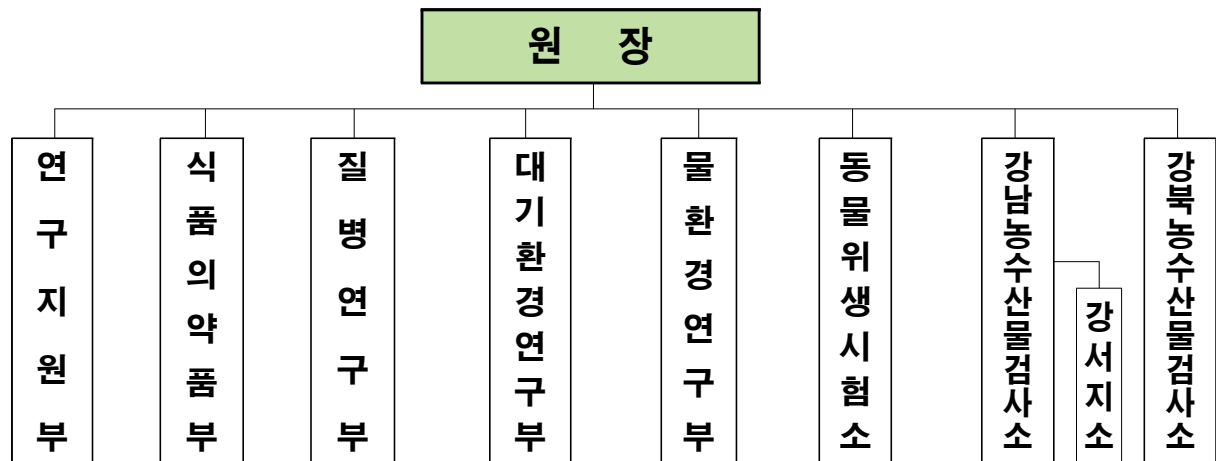 원 장
연구지원부
식품의약품부
질병연구부
대기환경연구부
물환경연구부
동물위생시험소
강남농수산물검사소
강서지소
강북농수산물검사소